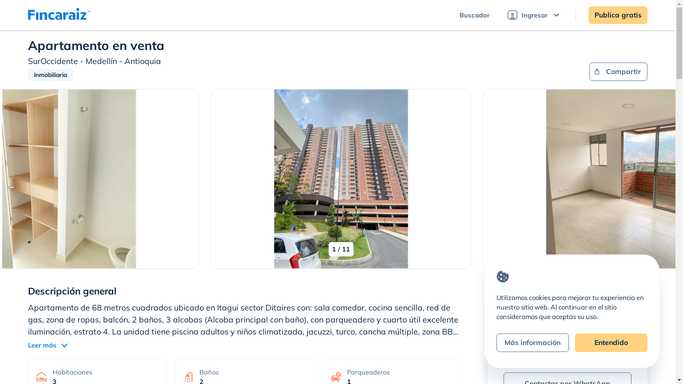 Fincaraiz
Buscador
Ingresar
Publica gratis
Apartamento en venta
SurOccidente - Medellín - Antioquia
Inmobiliaria
Compartir
1 / 11
Descripción general
Apartamento de 68 metros cuadrados ubicado en Itagui sector Ditaires con: sala comedor, cocina sencilla, red de
gas, zona de ropas, balcón, 2 baños, 3 alcobas (Alcoba principal con baño), con parqueadero y cuarto útil excelente
iluminación, estrato 4. La unidad tiene piscina adultos y niños climatizada, jacuzzi, turco, cancha múltiple, zona BB...
Leer más
Habitaciones
3
Baños
2
Parqueaderos
1
Utilizamos cookies para mejorar tu experiencia en
nuestro sitio web. Al continuar en el sitio
consideramos que aceptas su uso.
Más información
Entendido
Contactar por WhatsApp